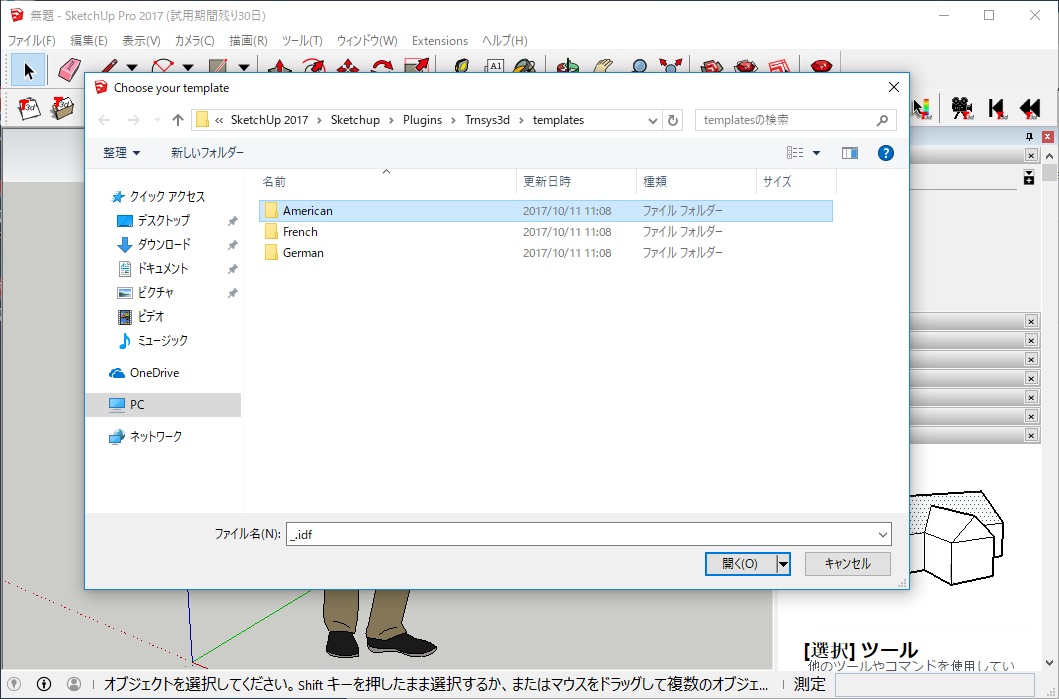 無題 - SketchUp Pro 2017 (試用期間残り30日)
ファイル(F) 編集(E) 表示(V) カメラ(C) 描画(R) ツール(T) ウィンドウ(W) Extensions ヘルプ(H)
A1
Choose your template
« SketchUp 2017 › Sketchup › Plugins › Trnsys3d › templates
templatesの検索
整理 新しいフォルダー
名前 更新日時 種類 サイズ
クイック アクセス
デスクトップ
ダウンロード
ドキュメント
ピクチャ
ビデオ
ミュージック
OneDrive
PC
ネットワーク
American 2017/10/11 11:08 ファイル フォルダー
French 2017/10/11 11:08 ファイル フォルダー
German 2017/10/11 11:08 ファイル フォルダー
ファイル名(N): _.idf
開く(O) キャンセル
[選択] ツール
他のツールやコマンドを使用してい
オブジェクトを選択してください。Shift キーを押したまま選択するか、またはマウスをドラッグして複数のオブジェ... 測定